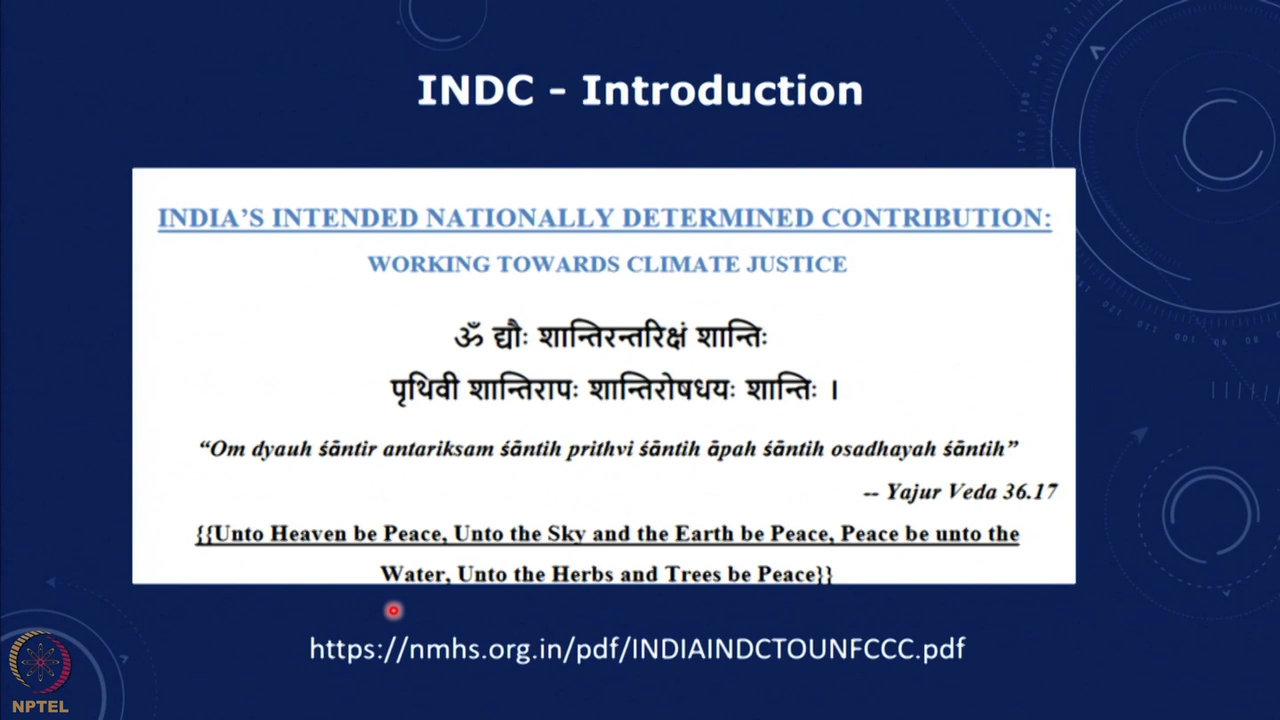 INDC - Introduction
INDIA'S INTENDED NATIONALLY DETERMINED CONTRIBUTION:
WORKING TOWARDS CLIMATE JUSTICE
ॐ द्यौः शान्तिरन्तरिक्षं शान्तिः
पृथिवी शान्तिरापः शान्तिरोषधयः शान्तिः ।
“Om dyauh śāntir antariksam śāntih prithvi śāntih āpah śāntih osadhayah śāntih”
-- Yajur Veda 36.17
{{Unto Heaven be Peace, Unto the Sky and the Earth be Peace, Peace be unto the
Water, Unto the Herbs and Trees be Peace}}
https://nmhs.org.in/pdf/INDIAINDCTOUNFCCC.pdf
NPTEL